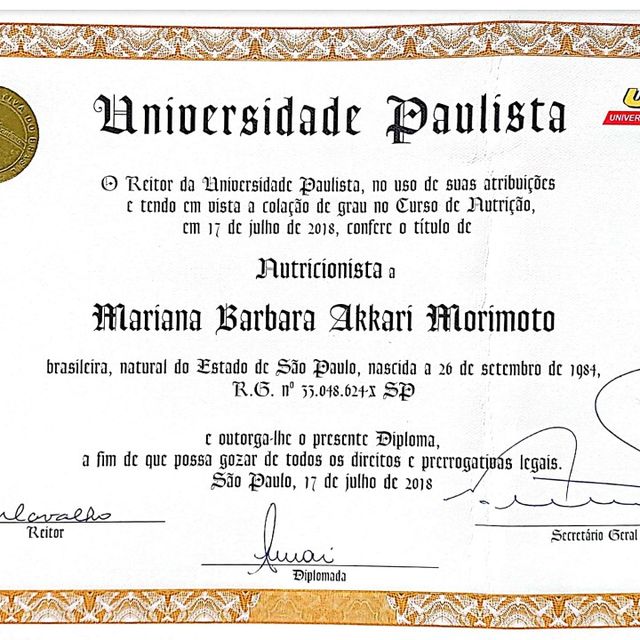 Universidade Paulista
UNIVER
O Reitor da Universidade Paulista, no uso de suas atribuições
e tendo em vista a colação de grau no Curso de Nutrição,
em 17 de julho de 2018, confere o título de
Nutricionista a
Mariana Barbara Akkari Morimoto
brasileira, natural do Estado de São Paulo, nascida a 26 de setembro de 1984,
R.G. nº 33.048.624-X SP
e outorga-lhe o presente Diploma,
a fim de que possa gozar de todos os direitos e prerrogativas legais.
São Paulo, 17 de julho de 2018
Reitor
Secretário Geral
Diplomada